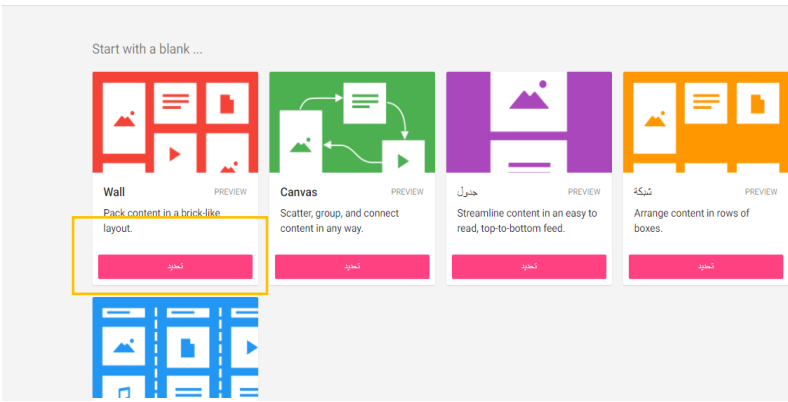 Start with a blank ...
Wall PREVIEW
Pack content in a brick-like
layout.
تحديد
Canvas PREVIEW
Scatter, group, and connect
content in any way.
تحديد
جدول PREVIEW
Streamline content in an easy to
read, top-to-bottom feed.
تحديد
شبكة PREVIEW
Arrange content in rows of
boxes.
تحديد